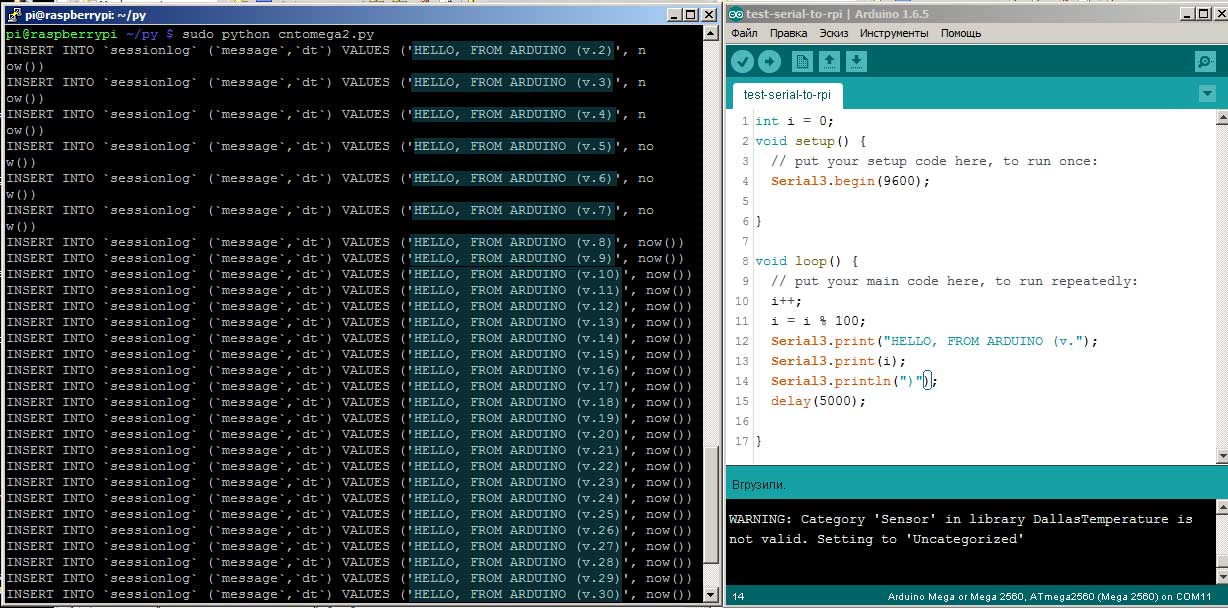 pi@raspberrypi: ~/py
pi@raspberrypi ~/py $ sudo python cntomega2.py
INSERT INTO `sessionlog` (`message`,`dt`) VALUES ('HELLO, FROM ARDUINO (v.2)', n
ow())
INSERT INTO `sessionlog` (`message`,`dt`) VALUES ('HELLO, FROM ARDUINO (v.3)', n
ow())
INSERT INTO `sessionlog` (`message`,`dt`) VALUES ('HELLO, FROM ARDUINO (v.4)', n
ow())
INSERT INTO `sessionlog` (`message`,`dt`) VALUES ('HELLO, FROM ARDUINO (v.5)', no
w())
INSERT INTO `sessionlog` (`message`,`dt`) VALUES ('HELLO, FROM ARDUINO (v.6)', no
w())
INSERT INTO `sessionlog` (`message`,`dt`) VALUES ('HELLO, FROM ARDUINO (v.7)', no
w())
INSERT INTO `sessionlog` (`message`,`dt`) VALUES ('HELLO, FROM ARDUINO (v.8)', now())
INSERT INTO `sessionlog` (`message`,`dt`) VALUES ('HELLO, FROM ARDUINO (v.9)', now())
INSERT INTO `sessionlog` (`message`,`dt`) VALUES ('HELLO, FROM ARDUINO (v.10)', now())
INSERT INTO `sessionlog` (`message`,`dt`) VALUES ('HELLO, FROM ARDUINO (v.11)', now())
INSERT INTO `sessionlog` (`message`,`dt`) VALUES ('HELLO, FROM ARDUINO (v.12)', now())
INSERT INTO `sessionlog` (`message`,`dt`) VALUES ('HELLO, FROM ARDUINO (v.13)', now())
INSERT INTO `sessionlog` (`message`,`dt`) VALUES ('HELLO, FROM ARDUINO (v.14)', now())
INSERT INTO `sessionlog` (`message`,`dt`) VALUES ('HELLO, FROM ARDUINO (v.15)', now())
INSERT INTO `sessionlog` (`message`,`dt`) VALUES ('HELLO, FROM ARDUINO (v.16)', now())
INSERT INTO `sessionlog` (`message`,`dt`) VALUES ('HELLO, FROM ARDUINO (v.17)', now())
INSERT INTO `sessionlog` (`message`,`dt`) VALUES ('HELLO, FROM ARDUINO (v.18)', now())
INSERT INTO `sessionlog` (`message`,`dt`) VALUES ('HELLO, FROM ARDUINO (v.19)', now())
INSERT INTO `sessionlog` (`message`,`dt`) VALUES ('HELLO, FROM ARDUINO (v.20)', now())
INSERT INTO `sessionlog` (`message`,`dt`) VALUES ('HELLO, FROM ARDUINO (v.21)', now())
INSERT INTO `sessionlog` (`message`,`dt`) VALUES ('HELLO, FROM ARDUINO (v.22)', now())
INSERT INTO `sessionlog` (`message`,`dt`) VALUES ('HELLO, FROM ARDUINO (v.23)', now())
INSERT INTO `sessionlog` (`message`,`dt`) VALUES ('HELLO, FROM ARDUINO (v.24)', now())
INSERT INTO `sessionlog` (`message`,`dt`) VALUES ('HELLO, FROM ARDUINO (v.25)', now())
INSERT INTO `sessionlog` (`message`,`dt`) VALUES ('HELLO, FROM ARDUINO (v.26)', now())
INSERT INTO `sessionlog` (`message`,`dt`) VALUES ('HELLO, FROM ARDUINO (v.27)', now())
INSERT INTO `sessionlog` (`message`,`dt`) VALUES ('HELLO, FROM ARDUINO (v.28)', now())
INSERT INTO `sessionlog` (`message`,`dt`) VALUES ('HELLO, FROM ARDUINO (v.29)', now())
INSERT INTO `sessionlog` (`message`,`dt`) VALUES ('HELLO, FROM ARDUINO (v.30)', now())
test-serial-to-rpi | Arduino 1.6.5
Файл Правка Эскиз Инструменты Помощь
test-serial-to-rpi
1 int i = 0;
2 void setup() {
3 // put your setup code here, to run once:
4 Serial3.begin(9600);
5
6 }
7
8 void loop() {
9 // put your main code here, to run repeatedly:
10 i++;
11 i = i % 100;
12 Serial3.print("HELLO, FROM ARDUINO (v.");
13 Serial3.print(i);
14 Serial3.println(")");
15 delay(5000);
16
17 }
Вгрузили.
WARNING: Category 'Sensor' in library DallasTemperature is
not valid. Setting to 'Uncategorized'
14 Arduino Mega or Mega 2560, ATmega2560 (Mega 2560) on COM11